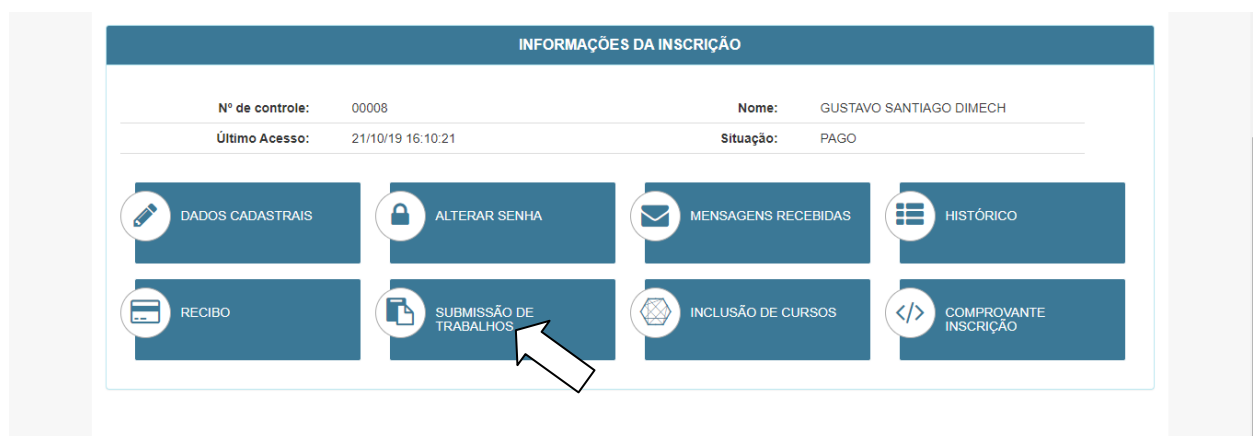 INFORMAÇÕES DA INSCRIÇÃO
Nº de controle: 00008 Nome: GUSTAVO SANTIAGO DIMECH
Último Acesso: 21/10/19 16:10:21 Situação: PAGO
DADOS CADASTRAIS
ALTERAR SENHA
MENSAGENS RECEBIDAS
HISTÓRICO
RECIBO
SUBMISSÃO DE
TRABALHOS
INCLUSÃO DE CURSOS
COMPROVANTE
INSCRIÇÃO